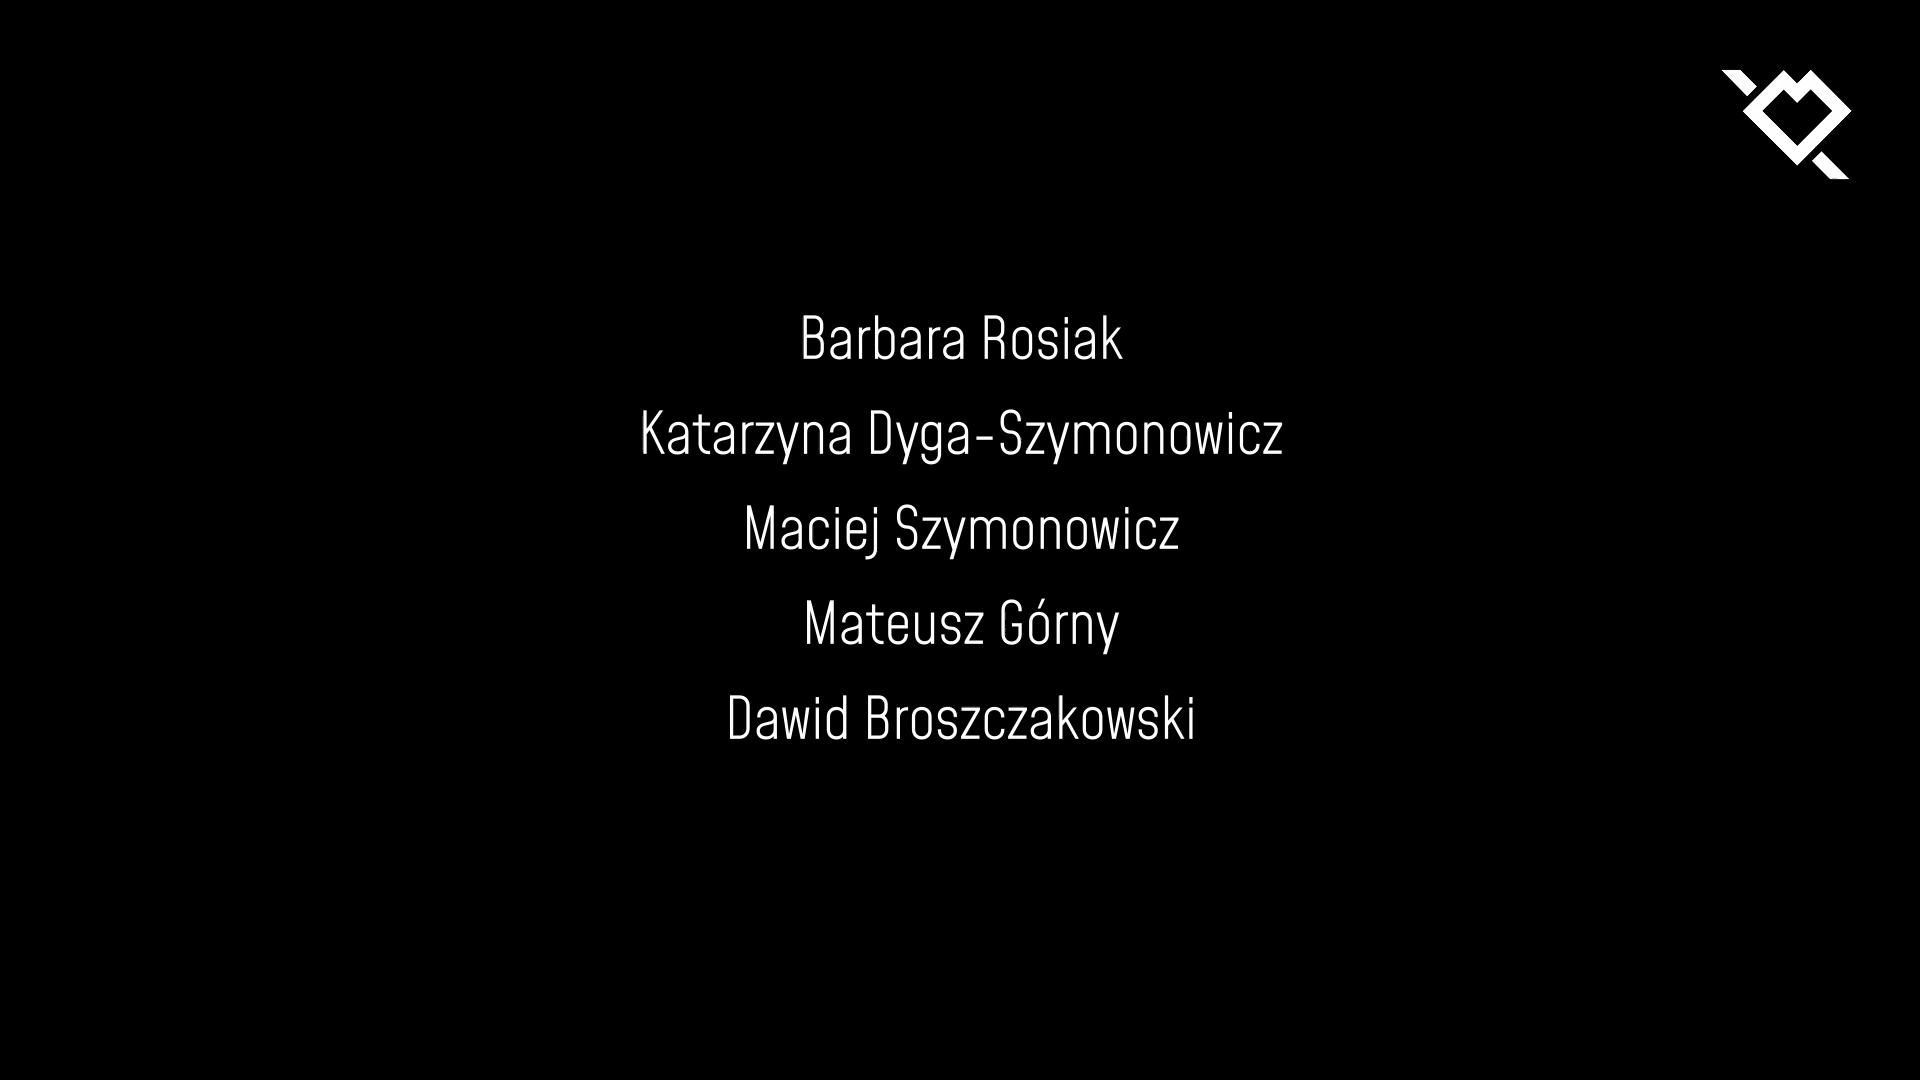 Barbara Rosiak
Katarzyna Dyga-Szymonowicz
Maciej Szymonowicz
Mateusz Górny
Dawid Broszczakowski